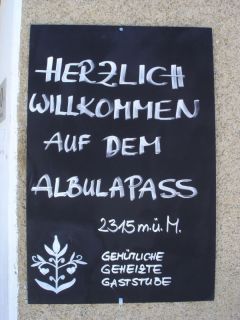 HERZLICH
WILLKOMMEN
AUF DEM
ALBULAPASS
2315 m.ü.M.
GEMÜTLICHE
GEHEIZTE
GASTSTUBE